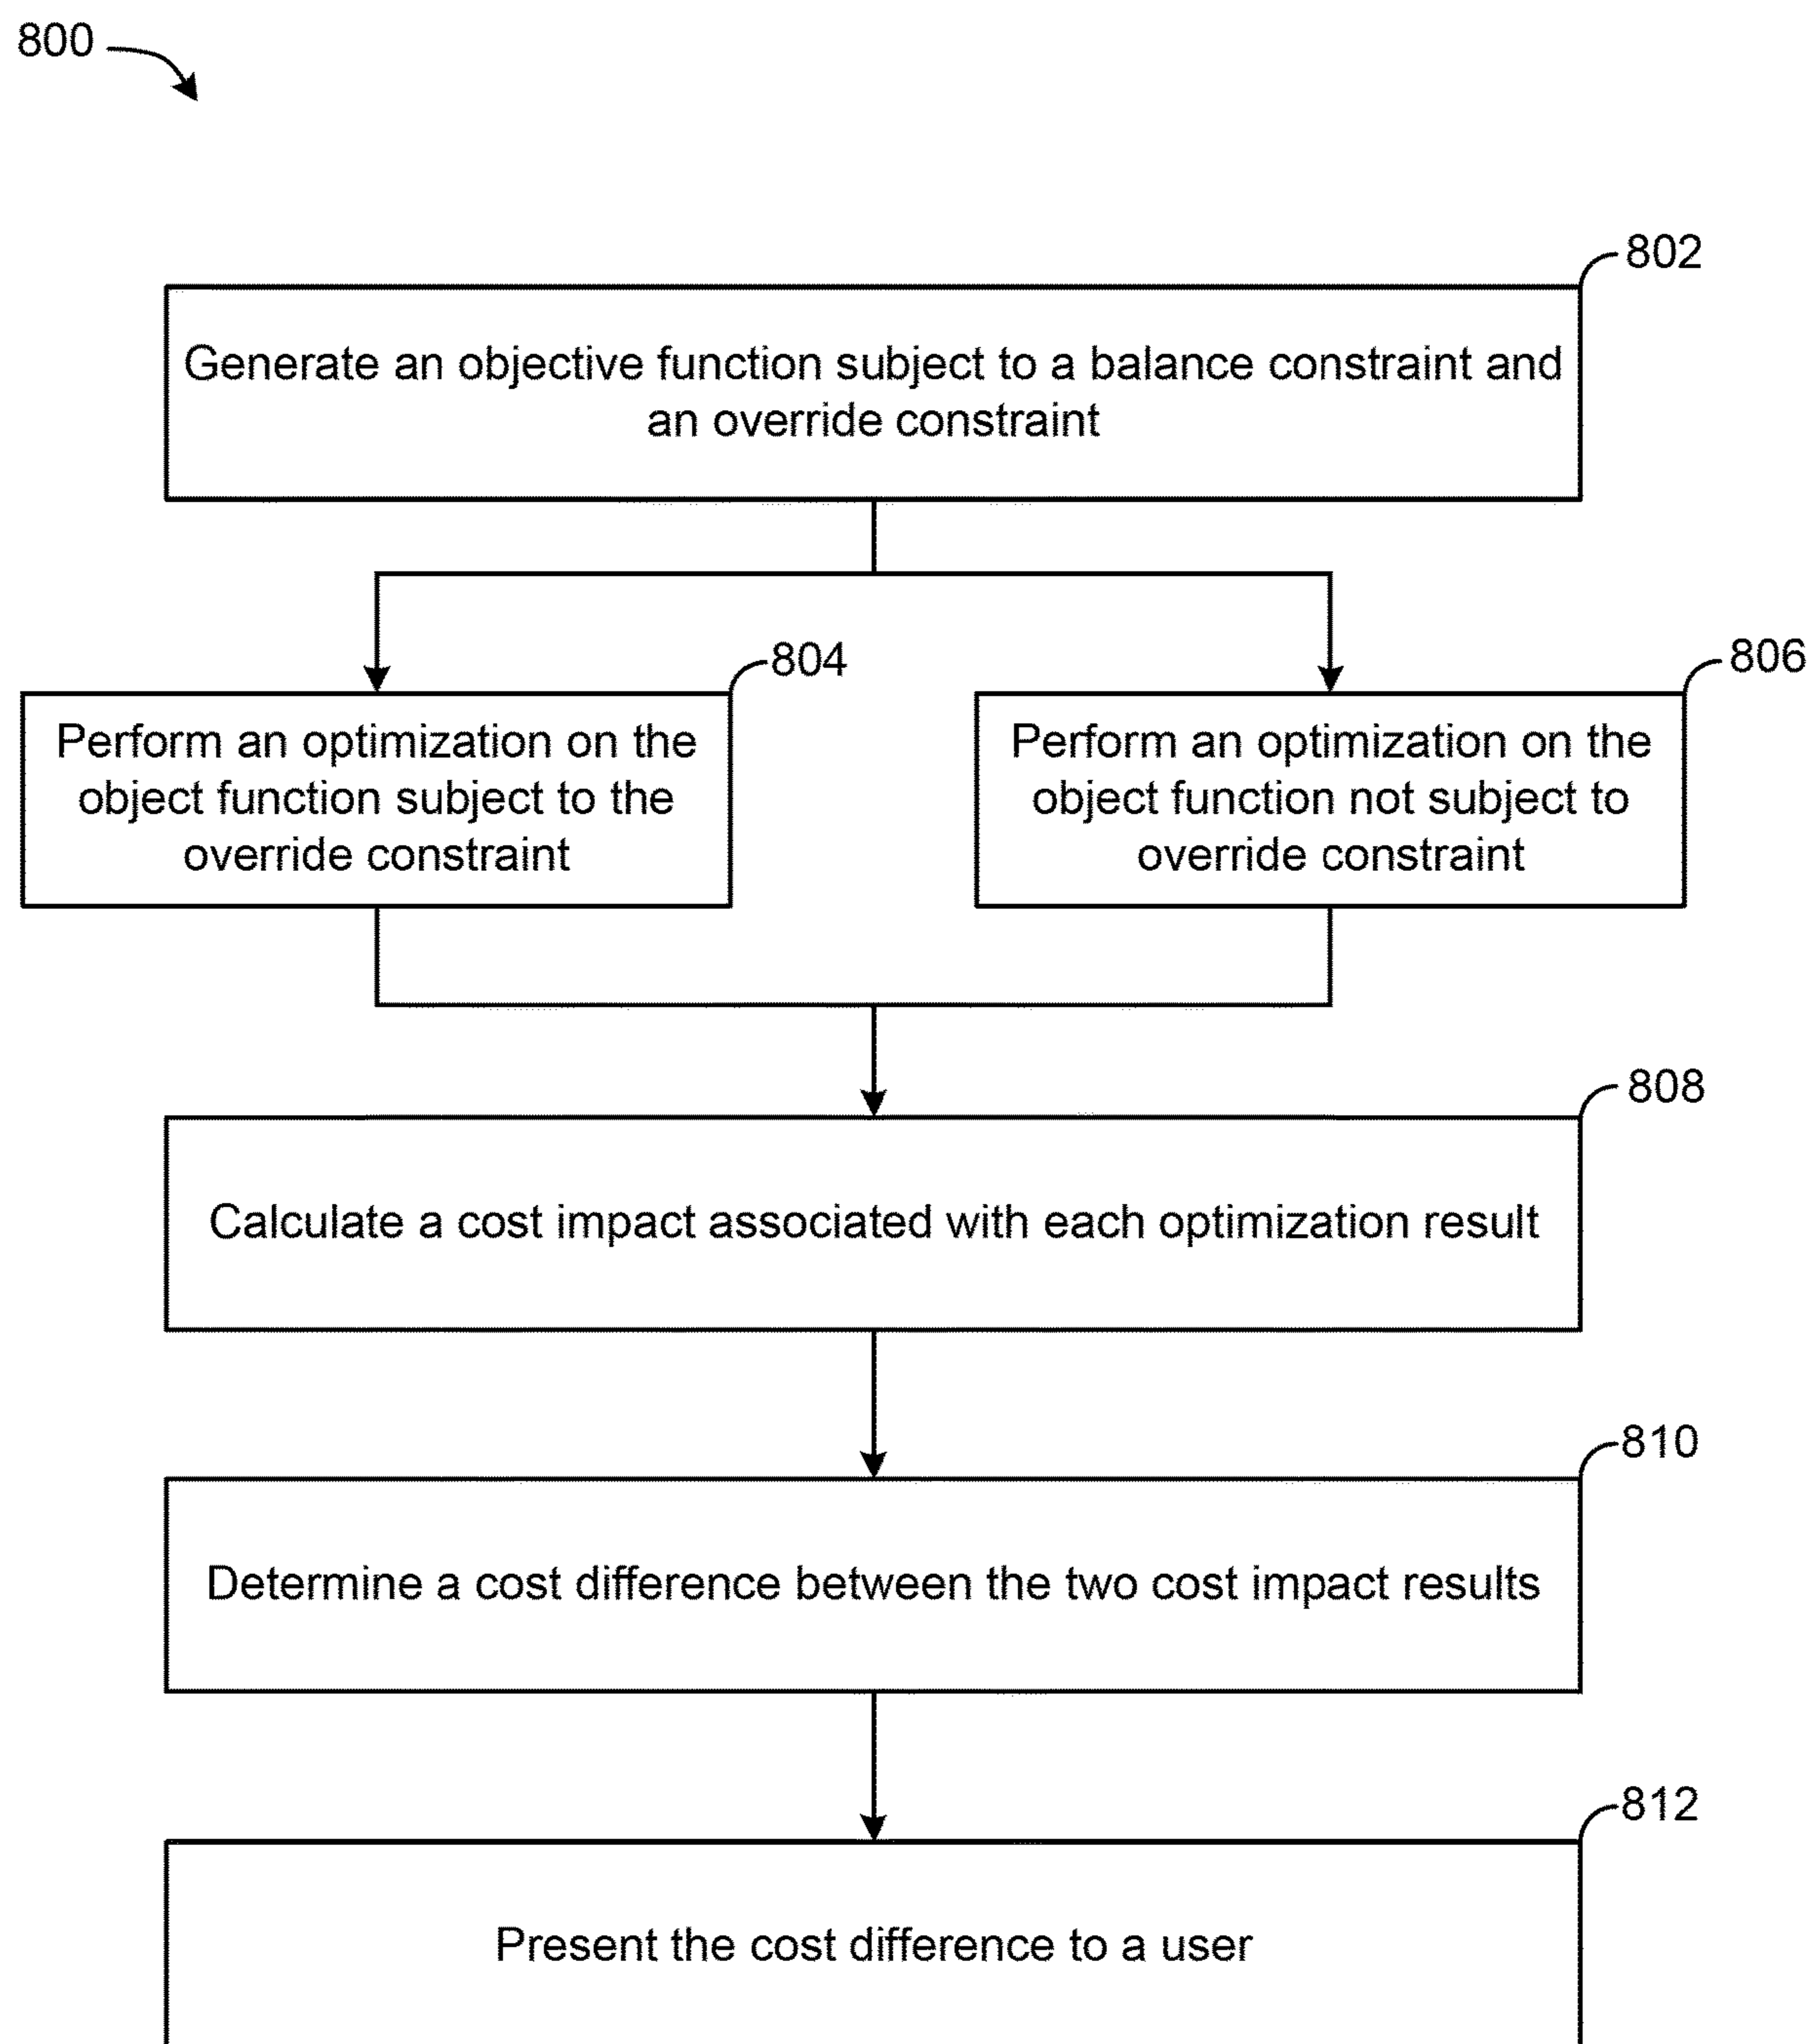 800
802
Generate an objective function subject to a balance constraint and
an override constraint
804
Perform an optimization on the
object function subject to the
override constraint
806
Perform an optimization on the
object function not subject to
override constraint
808
Calculate a cost impact associated with each optimization result
810
Determine a cost difference between the two cost impact results
812
Present the cost difference to a user